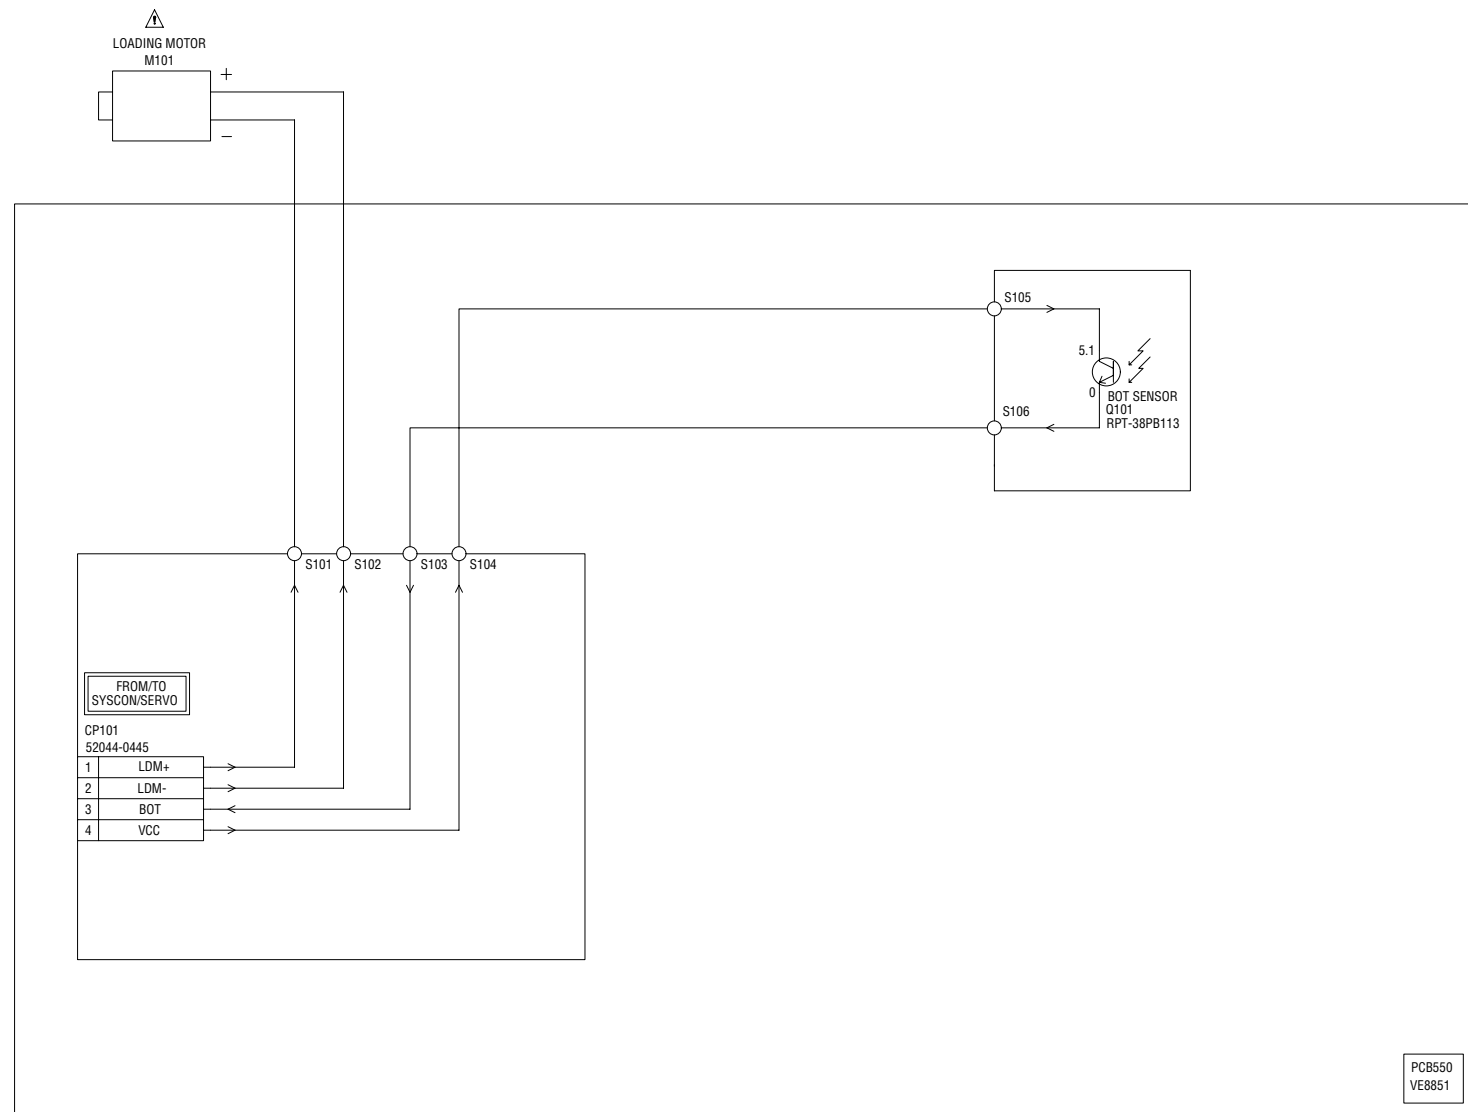 LOADING MOTOR
M101
+
−
S105
5.1
0
BOT SENSOR
Q101
RPT-38PB113
S106
S101
S102
S103
S104
FROM/TO
SYSCON/SERVO
CP101
52044-0445
1 LDM+
2 LDM-
3 BOT
4 VCC
PCB550
VE8851